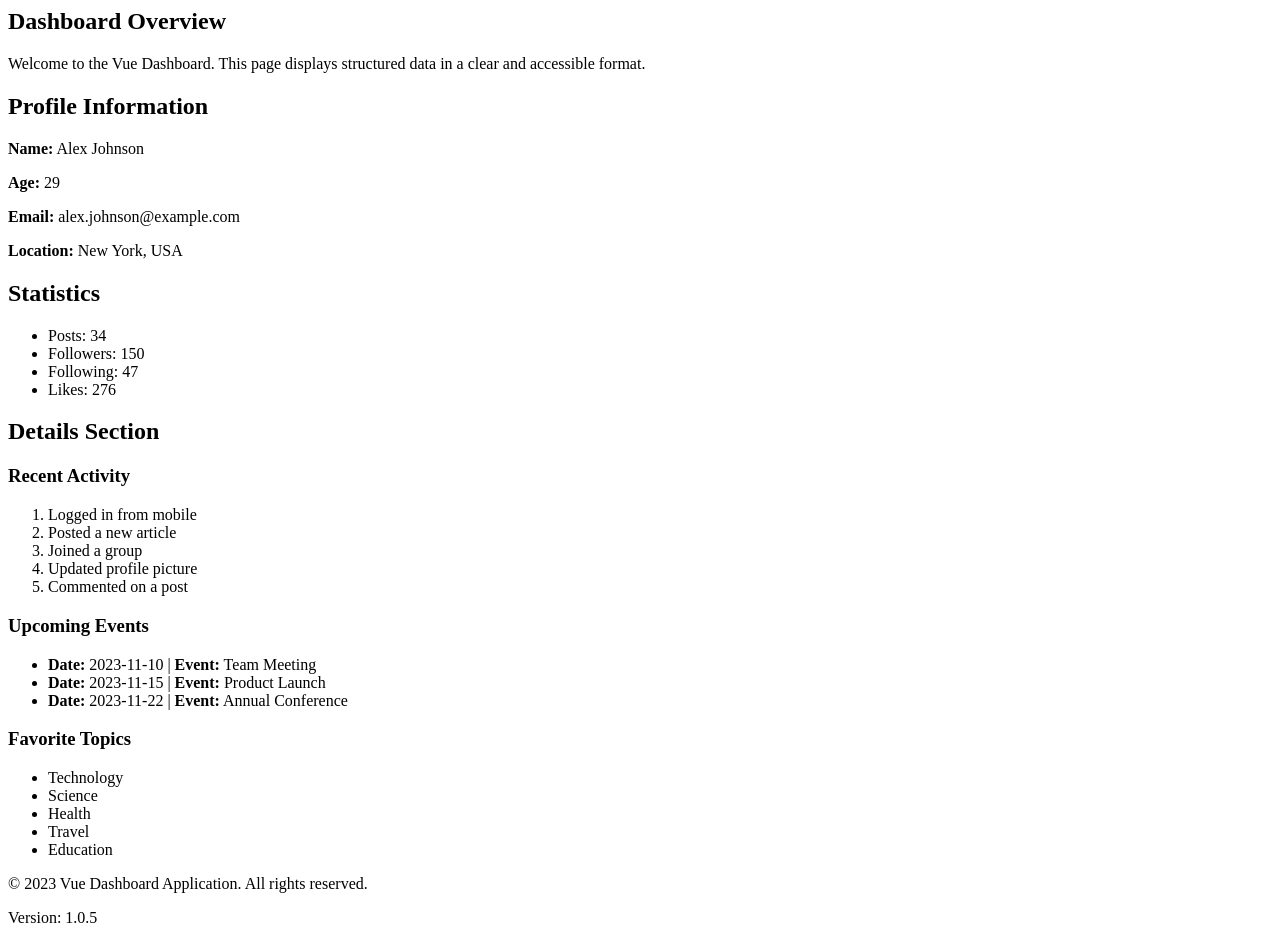 Dashboard Overview
Welcome to the Vue Dashboard. This page displays structured data in a clear and accessible format.
Profile Information
Name: Alex Johnson
Age: 29
Email: alex.johnson@example.com
Location: New York, USA
Statistics
• Posts: 34
• Followers: 150
• Following: 47
• Likes: 276
Details Section
Recent Activity
1. Logged in from mobile
2. Posted a new article
3. Joined a group
4. Updated profile picture
5. Commented on a post
Upcoming Events
• Date: 2023-11-10 | Event: Team Meeting
• Date: 2023-11-15 | Event: Product Launch
• Date: 2023-11-22 | Event: Annual Conference
Favorite Topics
• Technology
• Science
• Health
• Travel
• Education
© 2023 Vue Dashboard Application. All rights reserved.
Version: 1.0.5